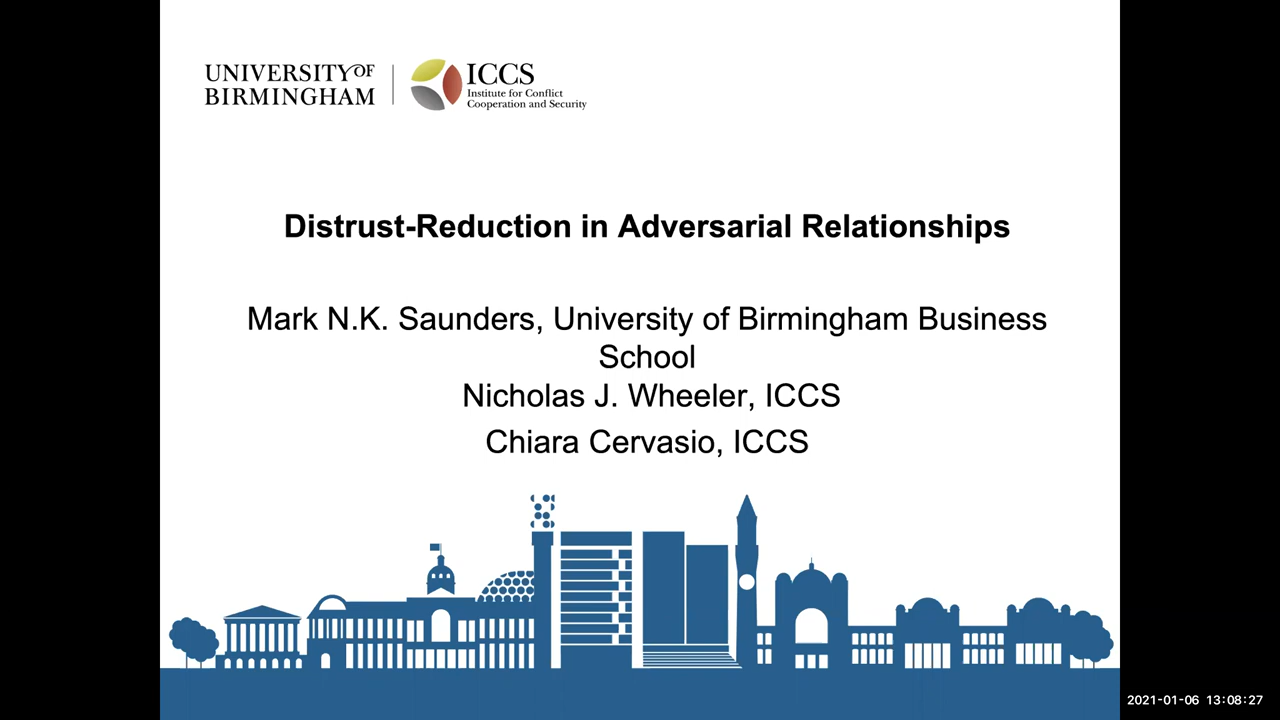 UNIVERSITY OF
BIRMINGHAM
ICCS
Institute for Conflict
Cooperation and Security
Distrust-Reduction in Adversarial Relationships
Mark N.K. Saunders, University of Birmingham Business
School
Nicholas J. Wheeler, ICCS
Chiara Cervasio, ICCS
2021-01-06 13:08:27